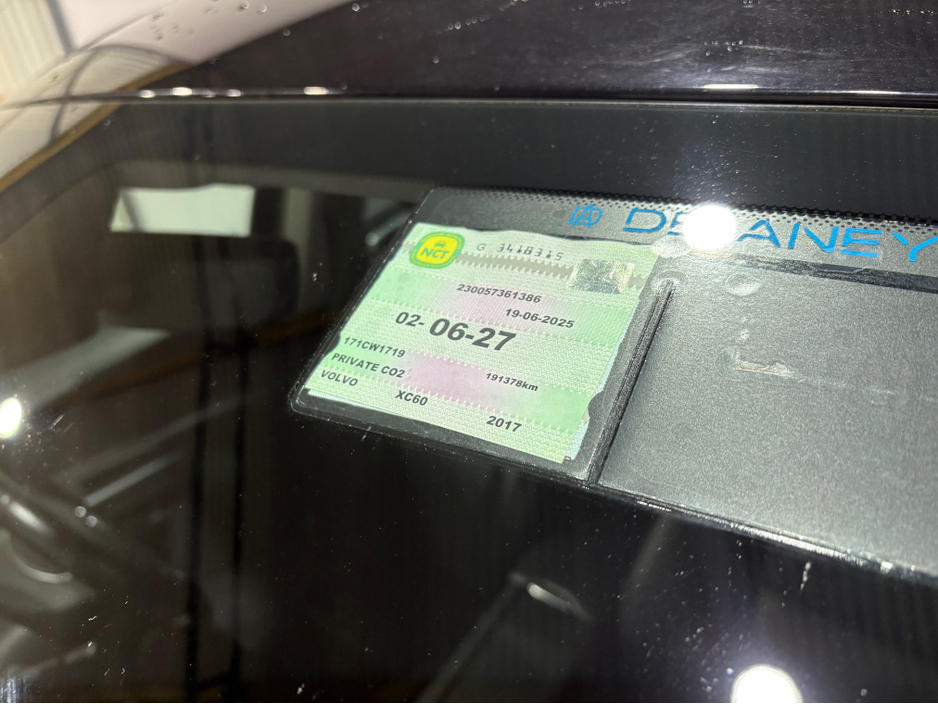 DELANEY
NCT G 3418315
230057361386
19-06-2025
02- 06-27
171CW1719
PRIVATE CO2 191378km
VOLVO XC60 2017